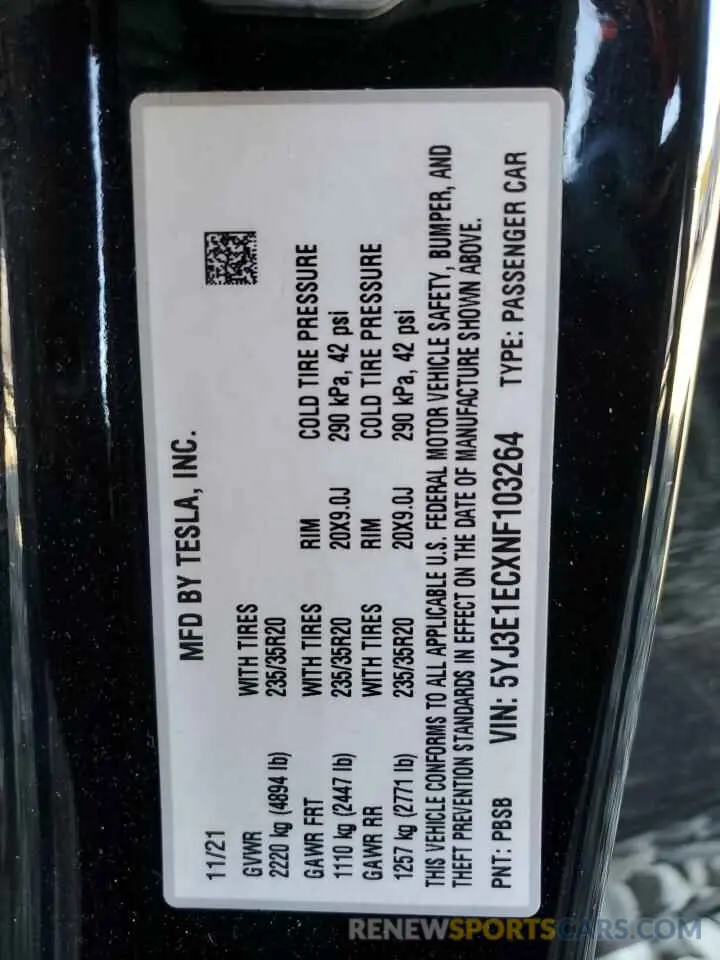 MFD BY TESLA, INC.
11/21
GVWR WITH TIRES
2220 kg (4894 lb) 235/35R20
GAWR FRT WITH TIRES RIM COLD TIRE PRESSURE
1110 kg (2447 lb) 235/35R20 20X9.0J 290 kPa, 42 psi
GAWR RR WITH TIRES RIM COLD TIRE PRESSURE
1257 kg (2771 lb) 235/35R20 20X9.0J 290 kPa, 42 psi
THIS VEHICLE CONFORMS TO ALL APPLICABLE U.S. FEDERAL MOTOR VEHICLE SAFETY, BUMPER, AND
THEFT PREVENTION STANDARDS IN EFFECT ON THE DATE OF MANUFACTURE SHOWN ABOVE.
PNT: PBSB VIN: 5YJ3E1ECXNF103264 TYPE: PASSENGER CAR
RENEWSPORTSCARS.COM